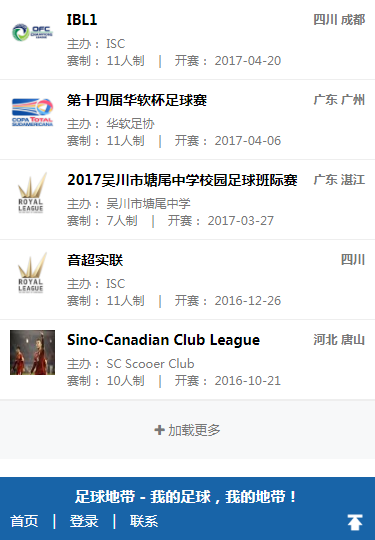 OFC
CHAMPIONS
LEAGUE
IBL1
四川 成都
主办： ISC
赛制： 11人制 | 开赛： 2017-04-20
COPA TOTAL
SUDAMERICANA
第十四届华软杯足球赛
广东 广州
主办： 华软足协
赛制： 11人制 | 开赛： 2017-04-06
ROYAL
LEAGUE
2017吴川市塘尾中学校园足球班际赛
广东 湛江
主办： 吴川市塘尾中学
赛制： 7人制 | 开赛： 2017-03-27
ROYAL
LEAGUE
音超实联
四川
主办： ISC
赛制： 11人制 | 开赛： 2016-12-26
Sino-Canadian Club League
河北 唐山
主办： SC Scooer Club
赛制： 10人制 | 开赛： 2016-10-21
+ 加载更多
足球地带 - 我的足球，我的地带！
首页 | 登录 | 联系